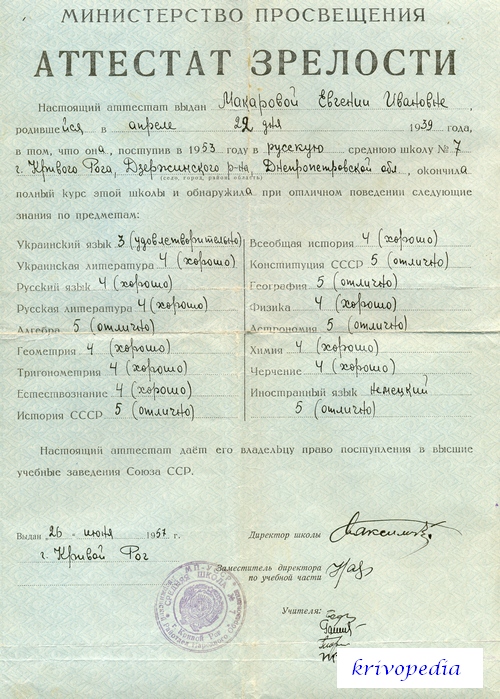 МИНИСТЕРСТВО ПРОСВЕЩЕНИЯ
АТТЕСТАТ ЗРЕЛОСТИ
Настоящий аттестат выдан Макаровой Евгении Ивановне,
родившейся в апреле 22 дня 1939 года,
в том, что она, поступив в 1953 году в русскую среднюю школу № 7
г. Кривого Рога, Дзержинского р-на, Днепропетровской обл., окончила
(село, город, район, область)
полный курс этой школы и обнаружила при отличном поведении следующие
знания по предметам:
Украинский язык 3 (удовлетворительно)
Украинская литература 4 (хорошо)
Русский язык 4 (хорошо)
Русская литература 4 (хорошо)
Алгебра 5 (отлично)
Геометрия 4 (хорошо)
Тригонометрия 4 (хорошо)
Естествознание 4 (хорошо)
История СССР 5 (отлично)
Всеобщая история 4 (хорошо)
Конституция СССР 5 (отлично)
География 5 (отлично)
Физика 4 (хорошо)
Астрономия 5 (отлично)
Химия 4 (хорошо)
Черчение 4 (хорошо)
Иностранный язык немецкий
5 (отлично)
Настоящий аттестат даёт его владельцу право поступления в высшие
учебные заведения Союза ССР.
Выдан 26 июня 1957 г.
г. Кривой Рог
Директор школы
Заместитель директора
по учебной части
Учителя:
СРЕДНЯЯ ШКОЛА № 7
г. Кривой Рог
krivopedia